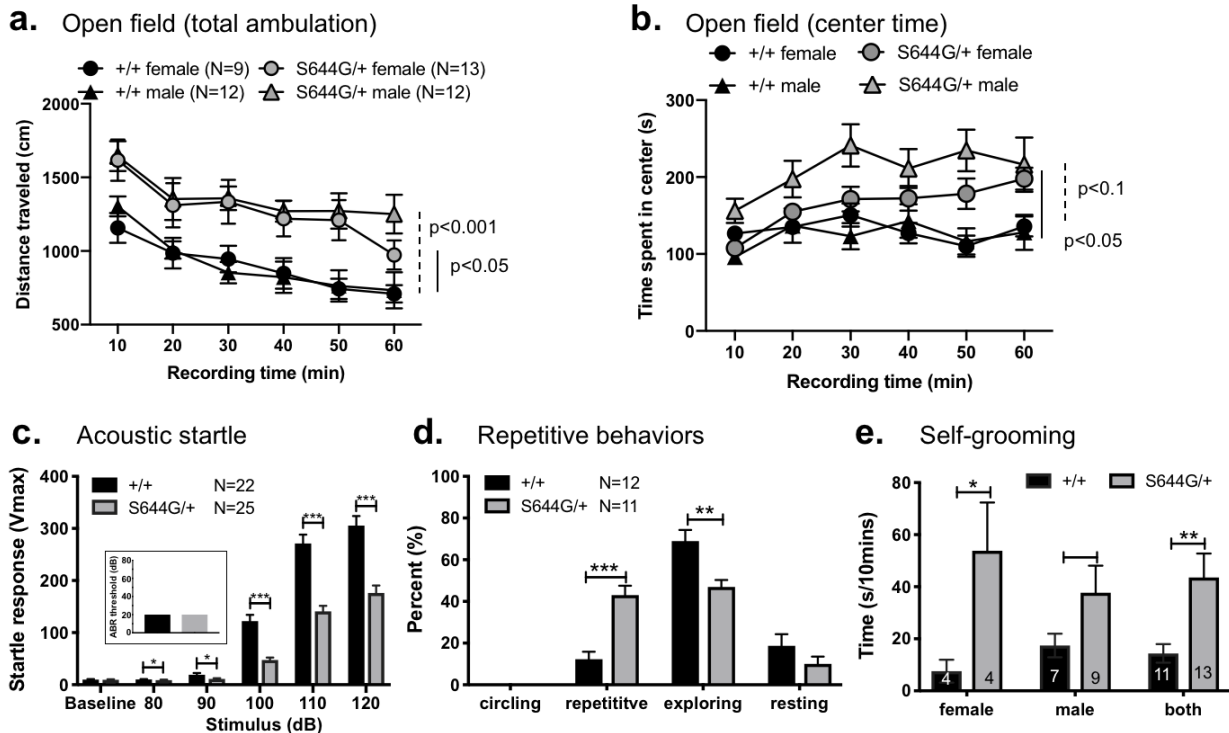 a. Open field (total ambulation)
+/+ female (N=9) S644G/+ female (N=13)
+/+ male (N=12) S644G/+ male (N=12)
Distance traveled (cm)
2000
1500
1000
500
10 20 30 40 50 60
Recording time (min)
p<0.001
p<0.05
b. Open field (center time)
+/+ female S644G/+ female
+/+ male S644G/+ male
Time spent in center (s)
300
200
100
0
10 20 30 40 50 60
Recording time (min)
p<0.1
p<0.05
c. Acoustic startle
+/+ N=22
S644G/+ N=25
Startle response (Vmax)
400
300
200
100
0
ABR threshold (dB)
80
60
40
20
0
* * *** *** ***
Baseline 80 90 100 110 120
Stimulus (dB)
d. Repetitive behaviors
+/+ N=12
S644G/+ N=11
Percent (%)
100
80
60
40
20
0
*** **
circling repetititve exploring resting
e. Self-grooming
+/+ S644G/+
Time (s/10mins)
80
60
40
20
0
* **
4 4 7 9 11 13
female male both